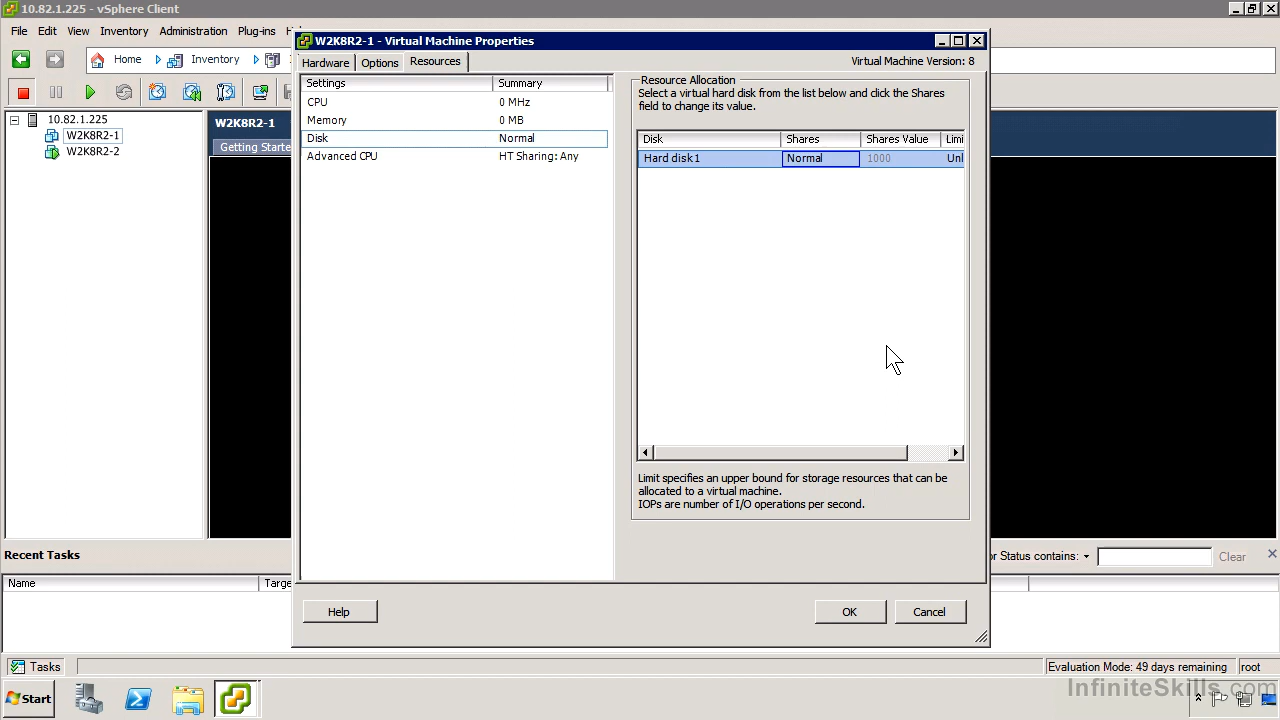 10.82.1.225 - vSphere Client
File Edit View Inventory Administration Plug-ins
Home Inventory
10.82.1.225
W2K8R2-1
W2K8R2-2
W2K8R2-1
Getting Starte
W2K8R2-1 - Virtual Machine Properties
Hardware Options Resources
Virtual Machine Version: 8
Settings Summary
CPU 0 MHz
Memory 0 MB
Disk Normal
Advanced CPU HT Sharing: Any
Resource Allocation
Select a virtual hard disk from the list below and click the Shares
field to change its value.
Disk Shares Shares Value Limi
Hard disk 1 Normal 1000 Unl
Limit specifies an upper bound for storage resources that can be
allocated to a virtual machine.
IOPs are number of I/O operations per second.
Help OK Cancel
Recent Tasks
or Status contains: Clear
Name Targe
Tasks
Evaluation Mode: 49 days remaining root
Start
InfiniteSkills.com